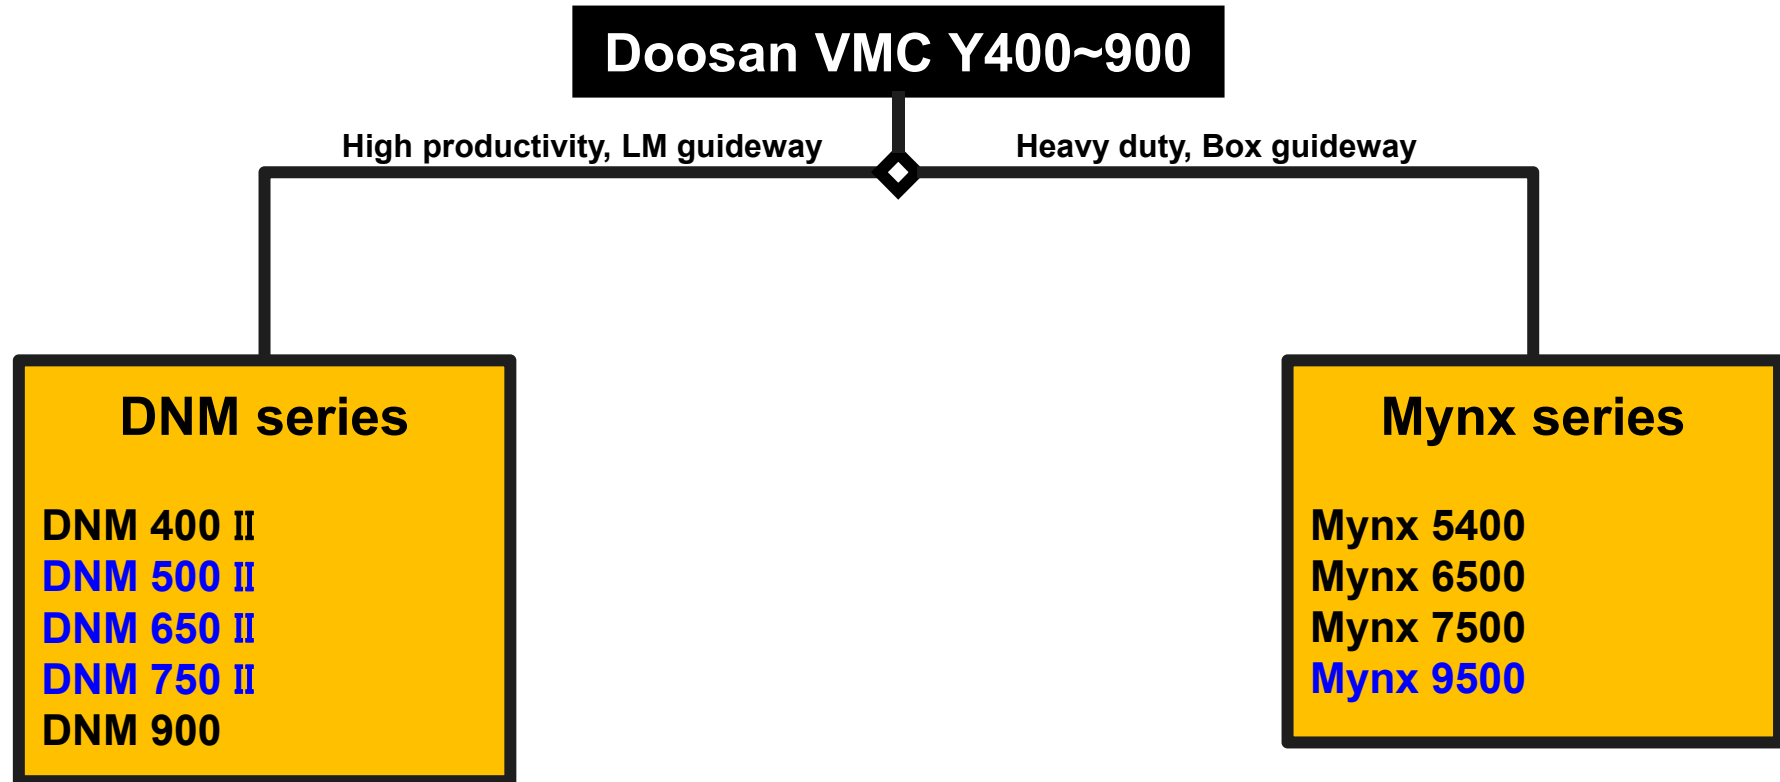 Doosan VMC Y400~900
High productivity, LM guideway
Heavy duty, Box guideway
DNM series
DNM 400 Ⅱ
DNM 500 Ⅱ
DNM 650 Ⅱ
DNM 750 Ⅱ
DNM 900
Mynx series
Mynx 5400
Mynx 6500
Mynx 7500
Mynx 9500